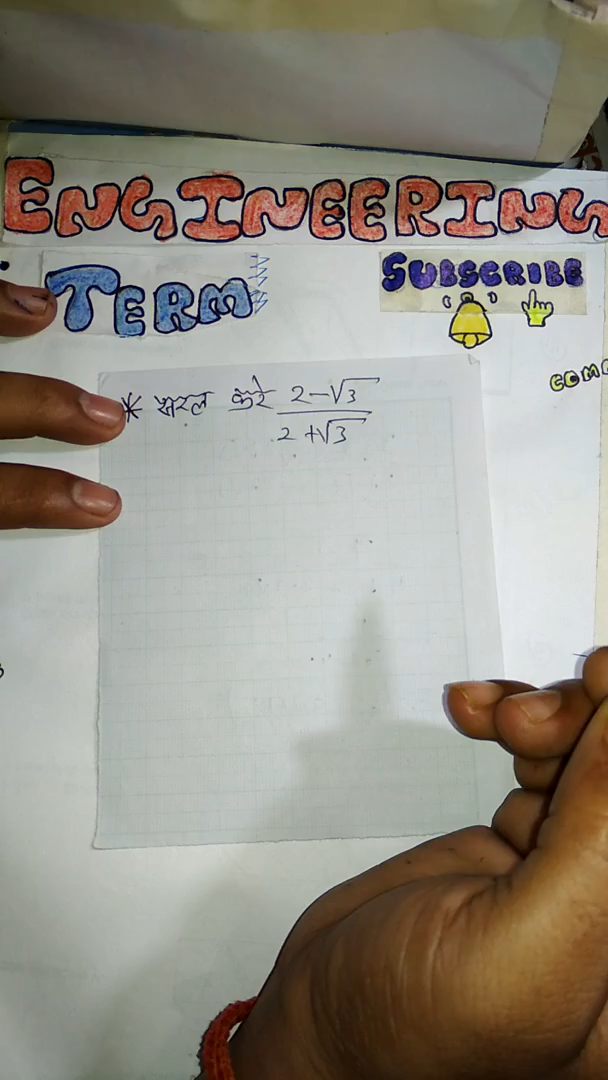 ENGINEERING
TERM
SUBSCRIBE
* सरल करे (2-√3)/(2+√3)